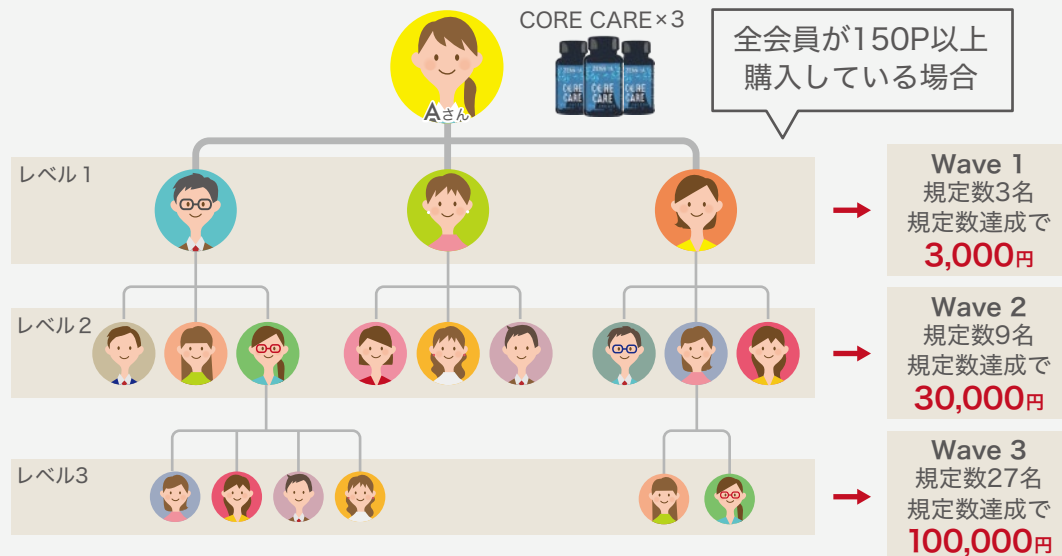 CORE CARE×3
全会員が150P以上
購入している場合
CORE
CARE
Aさん
レベル1
Wave 1
規定数3名
規定数達成で
3,000円
レベル2
Wave 2
規定数9名
規定数達成で
30,000円
レベル3
Wave 3
規定数27名
規定数達成で
100,000円